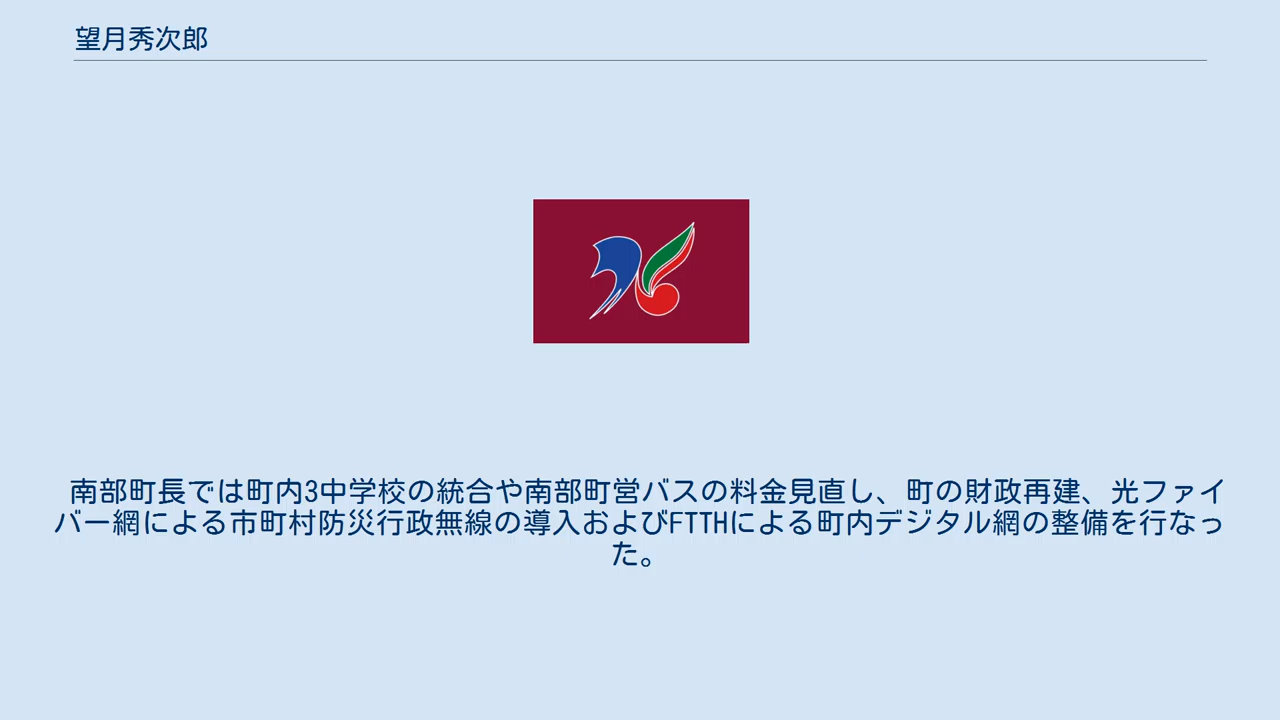 望月秀次郎
南部町長では町内3中学校の統合や南部町営バスの料金見直し、町の財政再建、光ファイ
バー網による市町村防災行政無線の導入およびFTTHによる町内デジタル網の整備を行なっ
た。